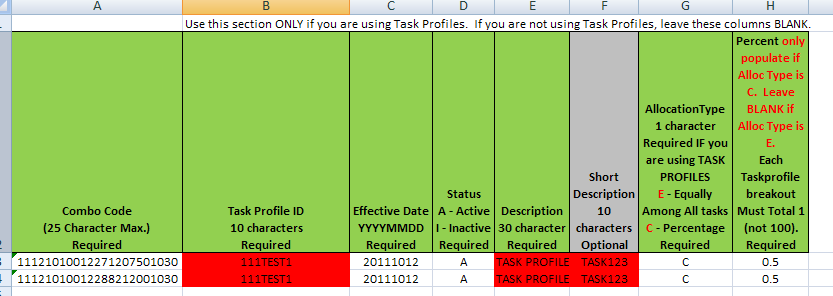 A B C D E F G H
Use this section ONLY if you are using Task Profiles. If you are not using Task Profiles, leave these columns BLANK.
Combo Code
(25 Character Max.)
Required
Task Profile ID
10 characters
Required
Effective Date
YYYYMMDD
Required
Status
A - Active
I - Inactive
Required
Description
30 character
Required
Short
Description
10
characters
Optional
AllocationType
1 character
Required IF you
are using TASK
PROFILES
E - Equally
Among All tasks
C - Percentage
Required
Percent only
populate if
Alloc Type is
C. Leave
BLANK if
Alloc Type is
E.
Each
Taskprofile
breakout
Must Total 1
(not 100).
Required
11121010012271207501030 111TEST1 20111012 A TASK PROFILE TASK123 C 0.5
11121010012288212001030 111TEST1 20111012 A TASK PROFILE TASK123 C 0.5